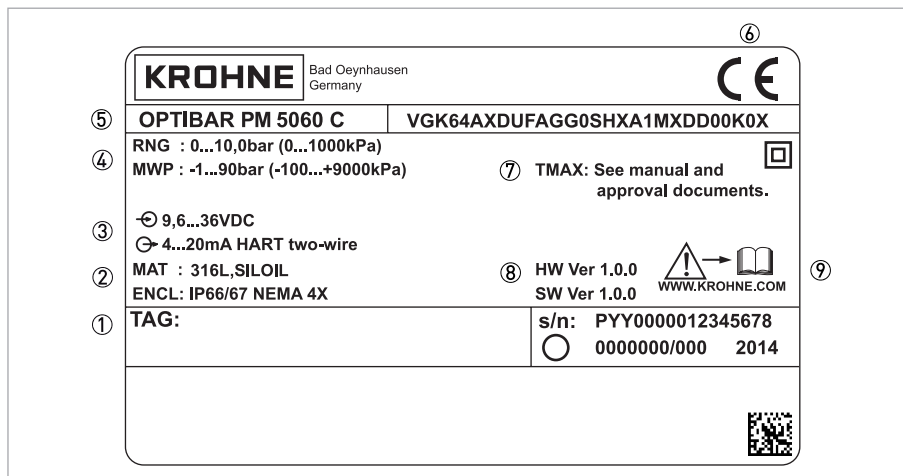 ⑥
KROHNE Bad Oeynhausen
Germany
CE
⑤ OPTIBAR PM 5060 C VGK64AXDUFAGG0SHXA1MXDD00K0X
④ RNG : 0...10,0bar (0...1000kPa)
MWP : -1...90bar (-100...+9000kPa)
⑦ TMAX: See manual and
approval documents.
③ 9,6...36VDC
4...20mA HART two-wire
② MAT : 316L,SILOIL
ENCL: IP66/67 NEMA 4X
⑧ HW Ver 1.0.0
SW Ver 1.0.0
WWW.KROHNE.COM
⑨
① TAG:
s/n: PYY0000012345678
0000000/000 2014